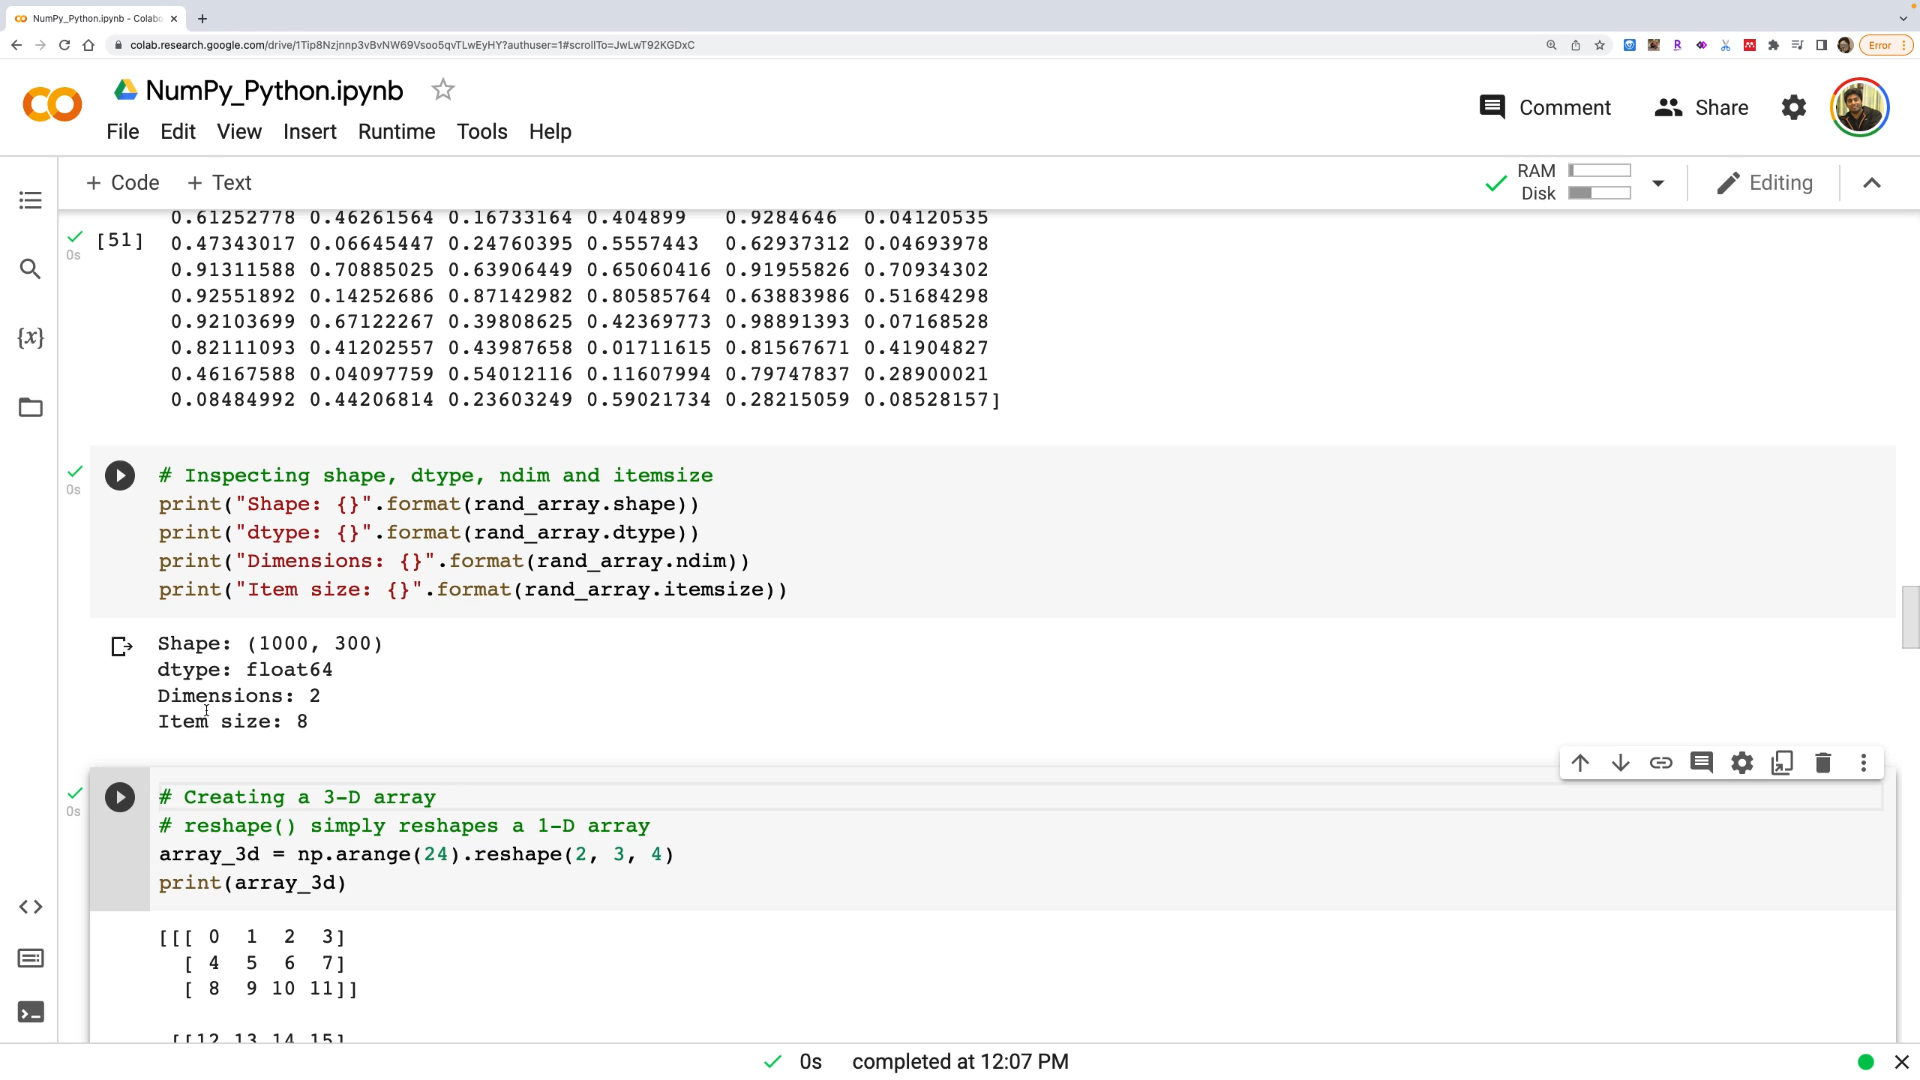 NumPy_Python.ipynb - Colabo
colab.research.google.com/drive/1Tip8Nzjnnp3vBvNW69Vsoo5qvTLwEyHY?authuser=1#scrollTo=JwLwT92KGDxC
Error
NumPy_Python.ipynb
File Edit View Insert Runtime Tools Help
Comment
Share
+ Code + Text
RAM
Disk
Editing
0.61252778 0.46261564 0.16733164 0.404899 0.9284646 0.04120535
[51] 0.47343017 0.06645447 0.24760395 0.5557443 0.62937312 0.04693978
0s
0.91311588 0.70885025 0.63906449 0.65060416 0.91955826 0.70934302
0.92551892 0.14252686 0.87142982 0.80585764 0.63883986 0.51684298
0.92103699 0.67122267 0.39808625 0.42369773 0.98891393 0.07168528
0.82111093 0.41202557 0.43987658 0.01711615 0.81567671 0.41904827
0.46167588 0.04097759 0.54012116 0.11607994 0.79747837 0.28900021
0.08484992 0.44206814 0.23603249 0.59021734 0.28215059 0.08528157]
0s
# Inspecting shape, dtype, ndim and itemsize
print("Shape: {}".format(rand_array.shape))
print("dtype: {}".format(rand_array.dtype))
print("Dimensions: {}".format(rand_array.ndim))
print("Item size: {}".format(rand_array.itemsize))
Shape: (1000, 300)
dtype: float64
Dimensions: 2
Item size: 8
0s
# Creating a 3-D array
# reshape() simply reshapes a 1-D array
array_3d = np.arange(24).reshape(2, 3, 4)
print(array_3d)
[[[ 0 1 2 3]
[ 4 5 6 7]
[ 8 9 10 11]]
[[12 13 14 15]
0s completed at 12:07 PM